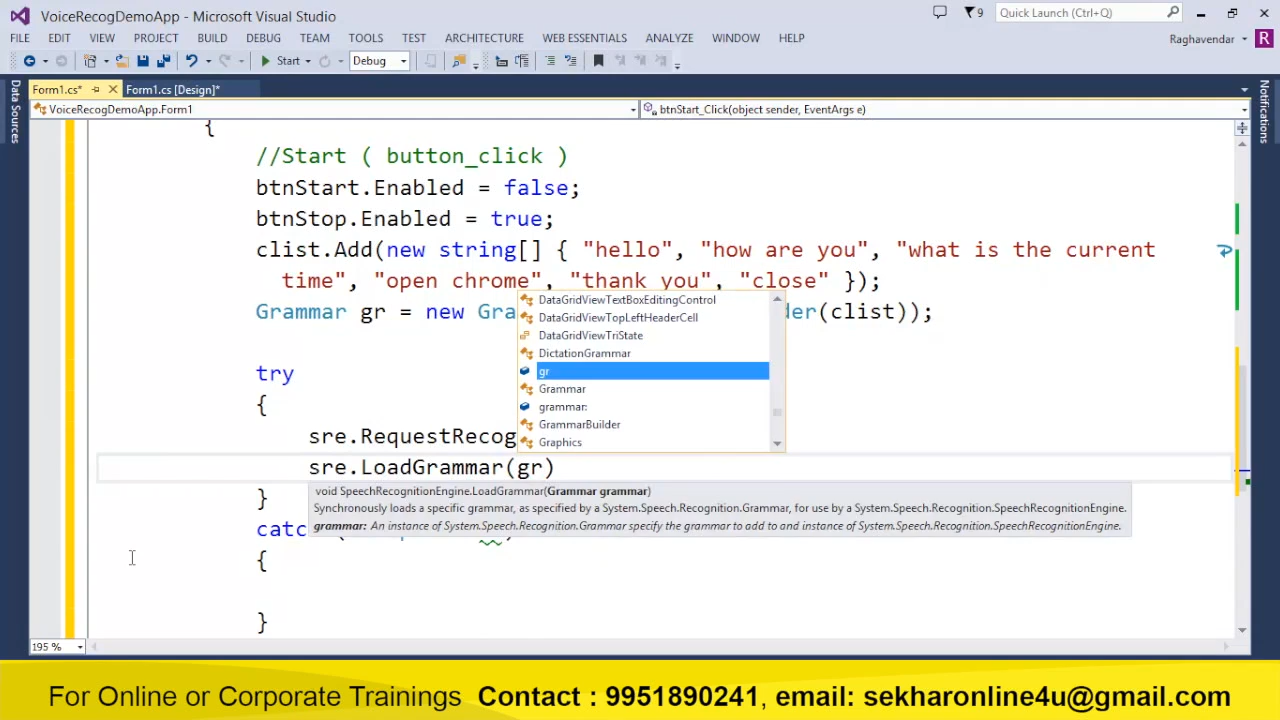 VoiceRecogDemoApp - Microsoft Visual Studio
9
Quick Launch (Ctrl+Q)
FILE EDIT VIEW PROJECT BUILD DEBUG TEAM TOOLS TEST ARCHITECTURE WEB ESSENTIALS ANALYZE WINDOW HELP
Raghavendar R
Start Debug
Data Sources
Form1.cs* Form1.cs [Design]*
Notifications
VoiceRecogDemoApp.Form1 btnStart_Click(object sender, EventArgs e)
{
//Start ( button_click )
btnStart.Enabled = false;
btnStop.Enabled = true;
clist.Add(new string[] { "hello", "how are you", "what is the current
time", "open chrome", "thank you", "close" });
Grammar gr = new Gra der(clist));
DataGridViewTextBoxEditingControl
DataGridViewTopLeftHeaderCell
DataGridViewTriState
DictationGrammar
gr
Grammar
grammar:
GrammarBuilder
Graphics
try
{
sre.RequestRecog
sre.LoadGrammar(gr)
void SpeechRecognitionEngine.LoadGrammar(Grammar grammar)
Synchronously loads a specific grammar, as specified by a System.Speech.Recognition.Grammar, for use by a System.Speech.Recognition.SpeechRecognitionEngine.
grammar: An instance of System.Speech.Recognition.Grammar specify the grammar to add to and instance of System.Speech.Recognition.SpeechRecognitionEngine.
}
catc
{
}
195 %
For Online or Corporate Trainings Contact : 9951890241, email: sekharonline4u@gmail.com